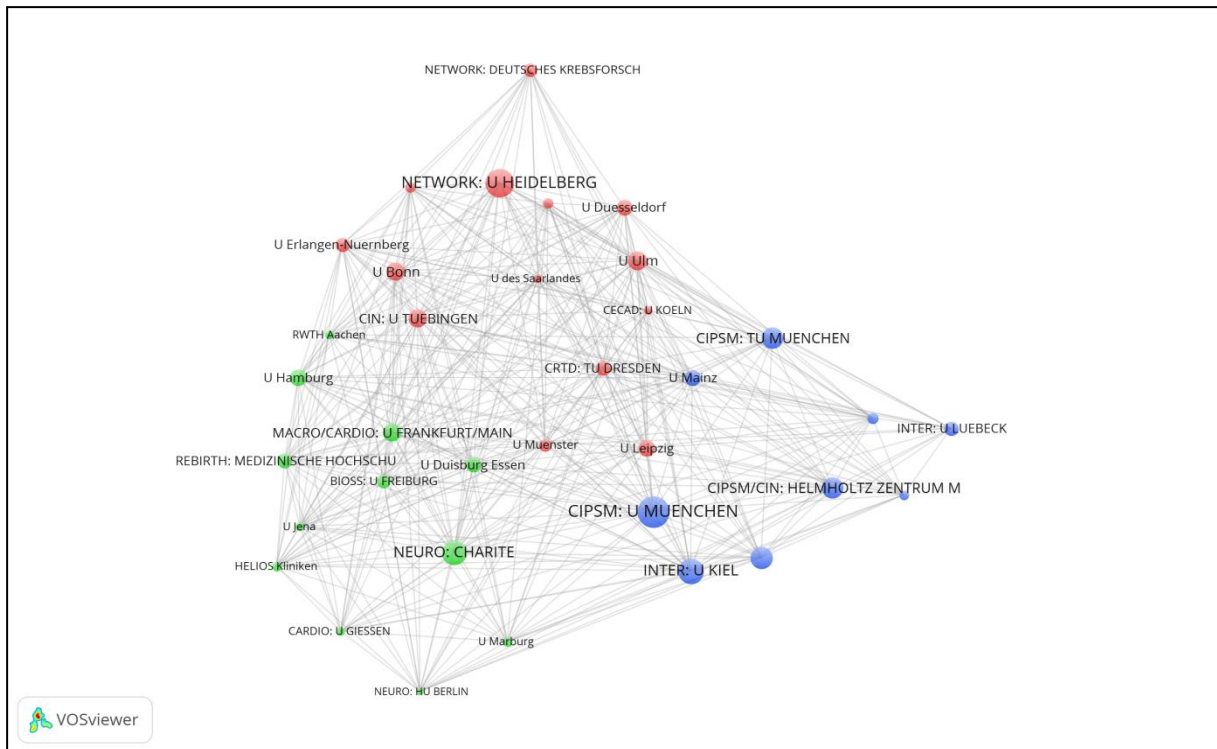 NETWORK: DEUTSCHES KREBSFORSCH
NETWORK: U HEIDELBERG
U Duesseldorf
U Erlangen-Nuernberg
U Bonn
U Ulm
U des Saarlandes
CECAD: U KOELN
CIN: U TUEBINGEN
RWTH Aachen
CIPSM: TU MUENCHEN
CRTD: TU DRESDEN
U Mainz
U Hamburg
INTER: U LUEBECK
MACRO/CARDIO: U FRANKFURT/MAIN
U Muenster
U Leipzig
REBIRTH: MEDIZINISCHE HOCHSCHU
U Duisburg Essen
BIOSS: U FREIBURG
CIPSM/CIN: HELMHOLTZ ZENTRUM M
CIPSM: U MUENCHEN
U Jena
NEURO: CHARITE
HELIOS Kliniken
INTER: U KIEL
CARDIO: U GIESSEN
U Marburg
NEURO: HU BERLIN
VOSviewer